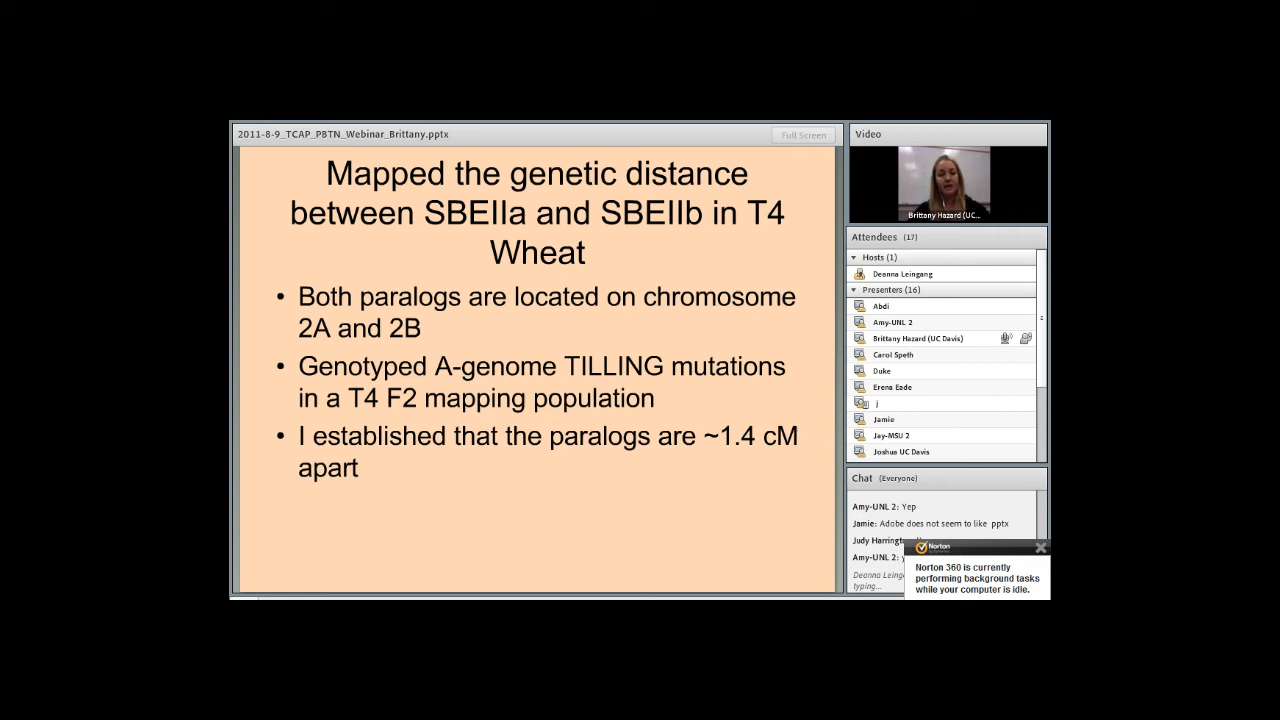 2011-8-9_TCAP_PBTN_Webinar_Brittany.pptx
Full Screen
Mapped the genetic distance
between SBEIIa and SBEIIb in T4
Wheat
• Both paralogs are located on chromosome
2A and 2B
• Genotyped A-genome TILLING mutations
in a T4 F2 mapping population
• I established that the paralogs are ~1.4 cM
apart
Video
Brittany Hazard (UC...
Attendees (17)
Hosts (1)
Deanna Leingang
Presenters (16)
Abdi
Amy-UNL 2
Brittany Hazard (UC Davis)
Carol Speth
Duke
Erena Eade
j
Jamie
Jay-MSU 2
Joshua UC Davis
Chat (Everyone)
Amy-UNL 2: Yep
Jamie: Adobe does not seem to like pptx
Judy Harringt
Amy-UNL 2:
Deanna Leing
typing...
Norton
Norton 360 is currently
performing background tasks
while your computer is idle.